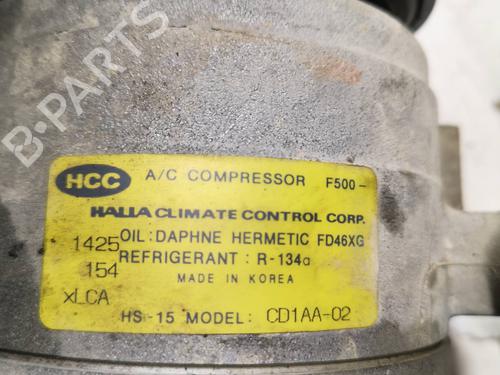 B-PARTS
HCC A/C COMPRESSOR F500-
HALLA CLIMATE CONTROL CORP.
1425 OIL: DAPHNE HERMETIC FD46XG
154 REFRIGERANT : R-134a
MADE IN KOREA
xLCA
HS-15 MODEL: CD1AA-02